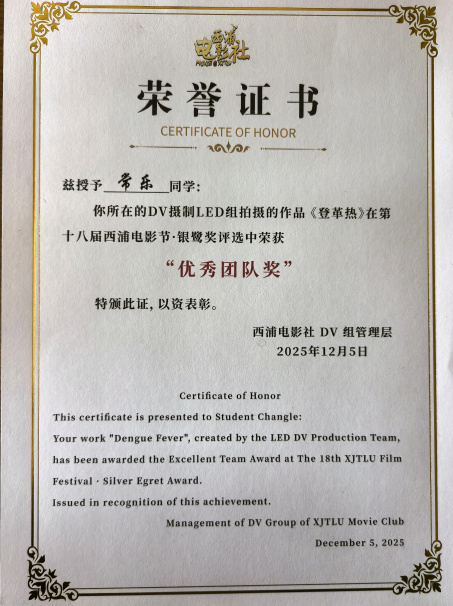 西浦
电影社
荣誉证书
CERTIFICATE OF HONOR
兹授予 常乐 同学：
你所在的DV摄制LED组拍摄的作品《登革热》在第
十八届西浦电影节·银鹭奖评选中荣获
“优秀团队奖”
特颁此证，以资表彰。
西浦电影社 DV 组管理层
2025年12月5日
Certificate of Honor
This certificate is presented to Student Changle:
Your work "Dengue Fever", created by the LED DV Production Team,
has been awarded the Excellent Team Award at The 18th XJTLU Film
Festival · Silver Egret Award.
Issued in recognition of this achievement.
Management of DV Group of XJTLU Movie Club
December 5, 2025